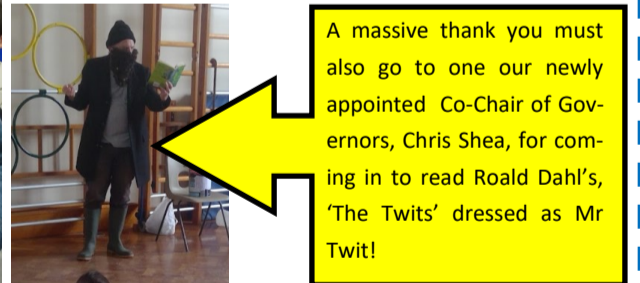 A massive thank you must
also go to one our newly
appointed Co-Chair of Gov-
ernors, Chris Shea, for com-
ing in to read Roald Dahl’s,
‘The Twits’ dressed as Mr
Twit!